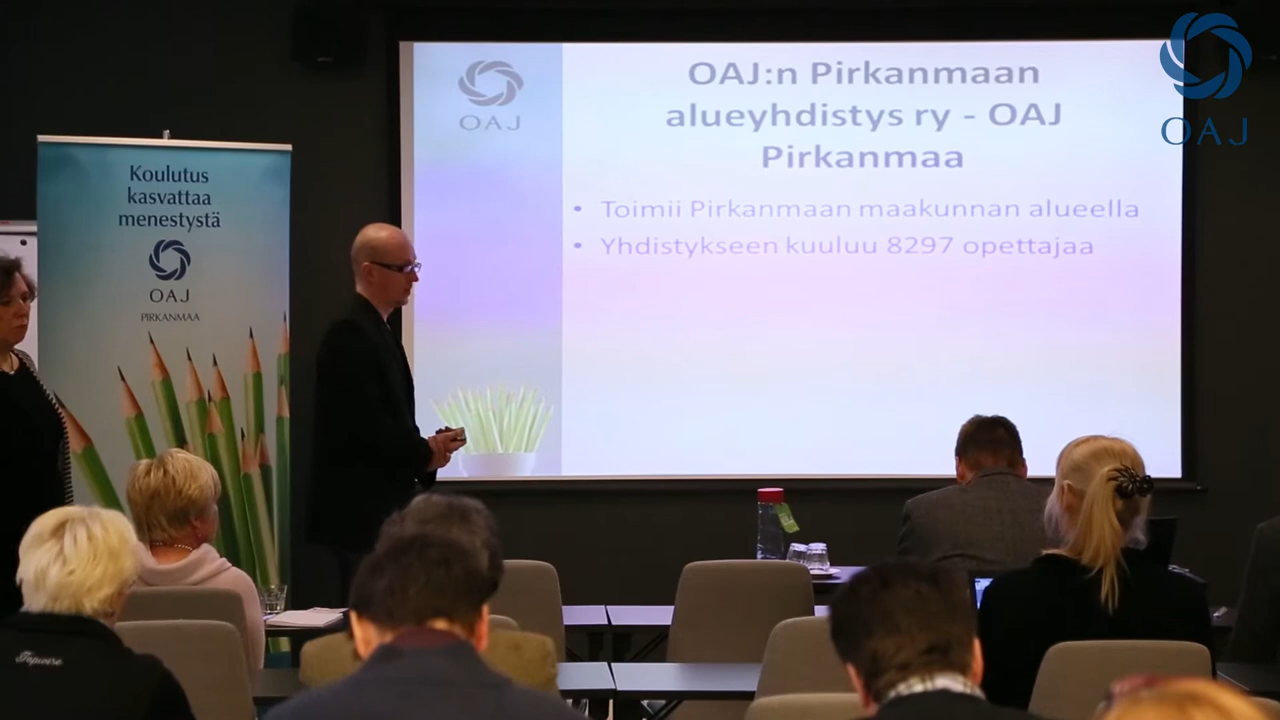 OAJ
OAJ:n Pirkanmaan
alueyhdistys ry - OAJ
Pirkanmaa
• Toimii Pirkanmaan maakunnan alueella
• Yhdistykseen kuuluu 8297 opettajaa
OAJ
Koulutus
kasvattaa
menestystä
OAJ
PIRKANMAA